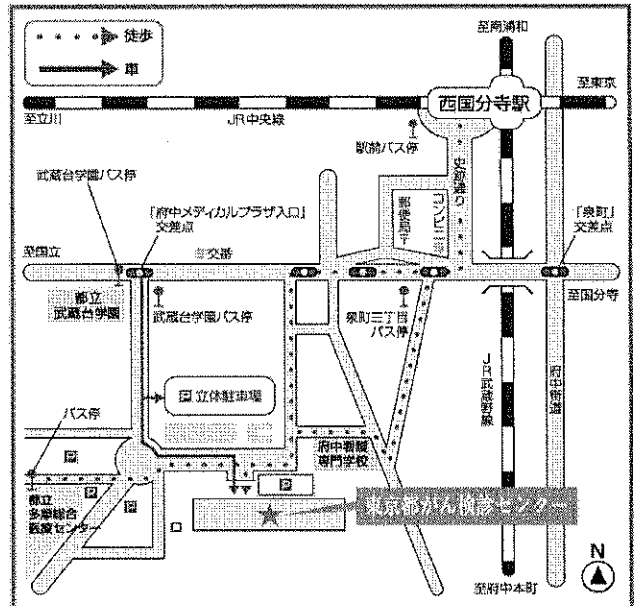 徒歩
車
至南浦和
至東京
西国分寺駅
至立川
JR中央線
駅前バス停
史跡通り
武蔵台学園バス停
「府中メディカルプラザ入口」
交差点
郵便局〒
コンビニ
「泉町」
交差点
至国立
交番
都立
武蔵台学園
武蔵台学園バス停
泉町三丁目
バス停
至国分寺
JR武蔵野線
府中街道
P 立体駐車場
バス停
P
府中看護
専門学校
P
P
P
都立
多摩総合
医療センター
東京都がん検診センター
N
至府中本町